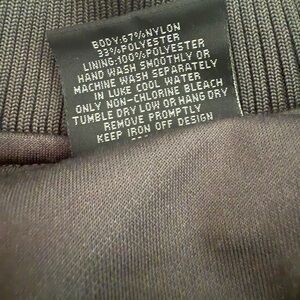 BODY:67%NYLON
33%POLYESTER
LINING:100%POLYESTER
HAND WASH SMOOTHLY OR
MACHINE WASH SEPARATELY
IN LUKE COOL WATER
ONLY NON-CHLORINE BLEACH
TUMBLE DRY LOW OR HANG DRY
REMOVE PROMPTLY
KEEP IRON OFF DESIGN